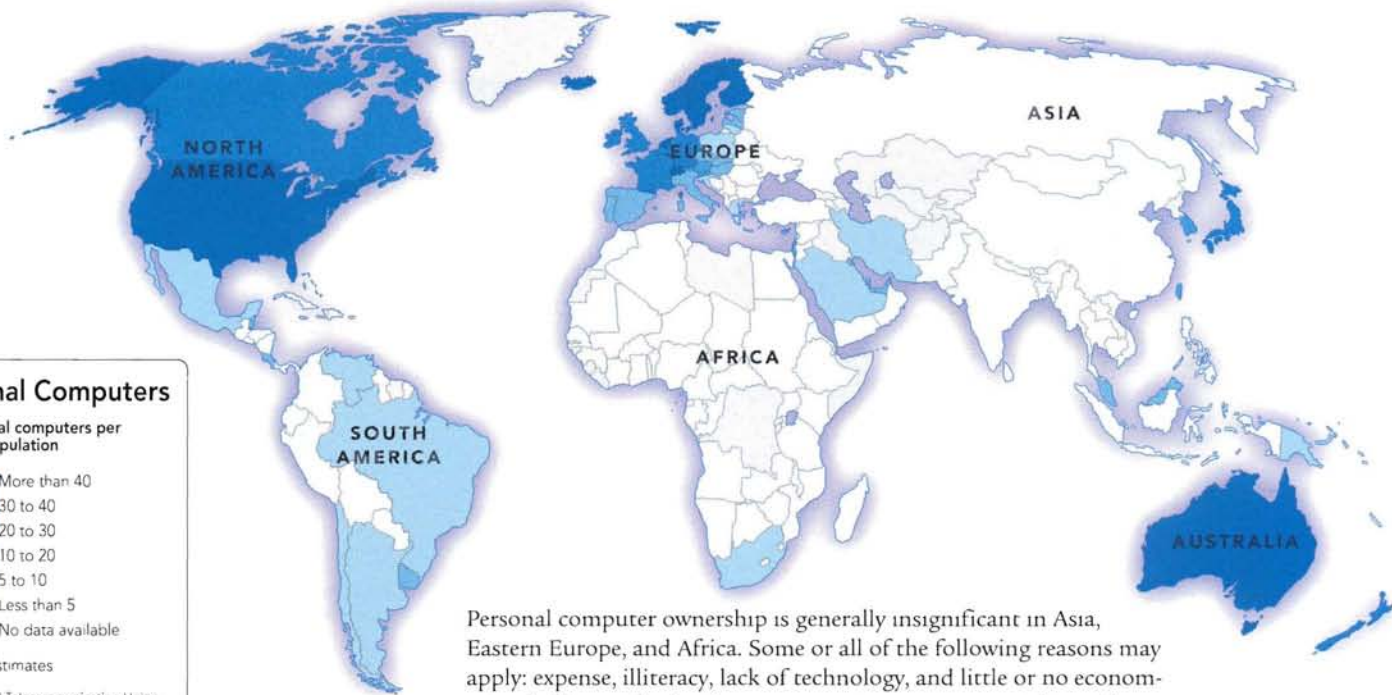 NORTH
AMERICA
EUROPE
ASIA
AFRICA
SOUTH
AMERICA
AUSTRALIA
nal Computers
al computers per
pulation
More than 40
30 to 40
20 to 30
10 to 20
5 to 10
Less than 5
No data available
stimates
Personal computer ownership is generally insignificant in Asia,
Eastern Europe, and Africa. Some or all of the following reasons may
apply: expense, illiteracy, lack of technology, and little or no econom-